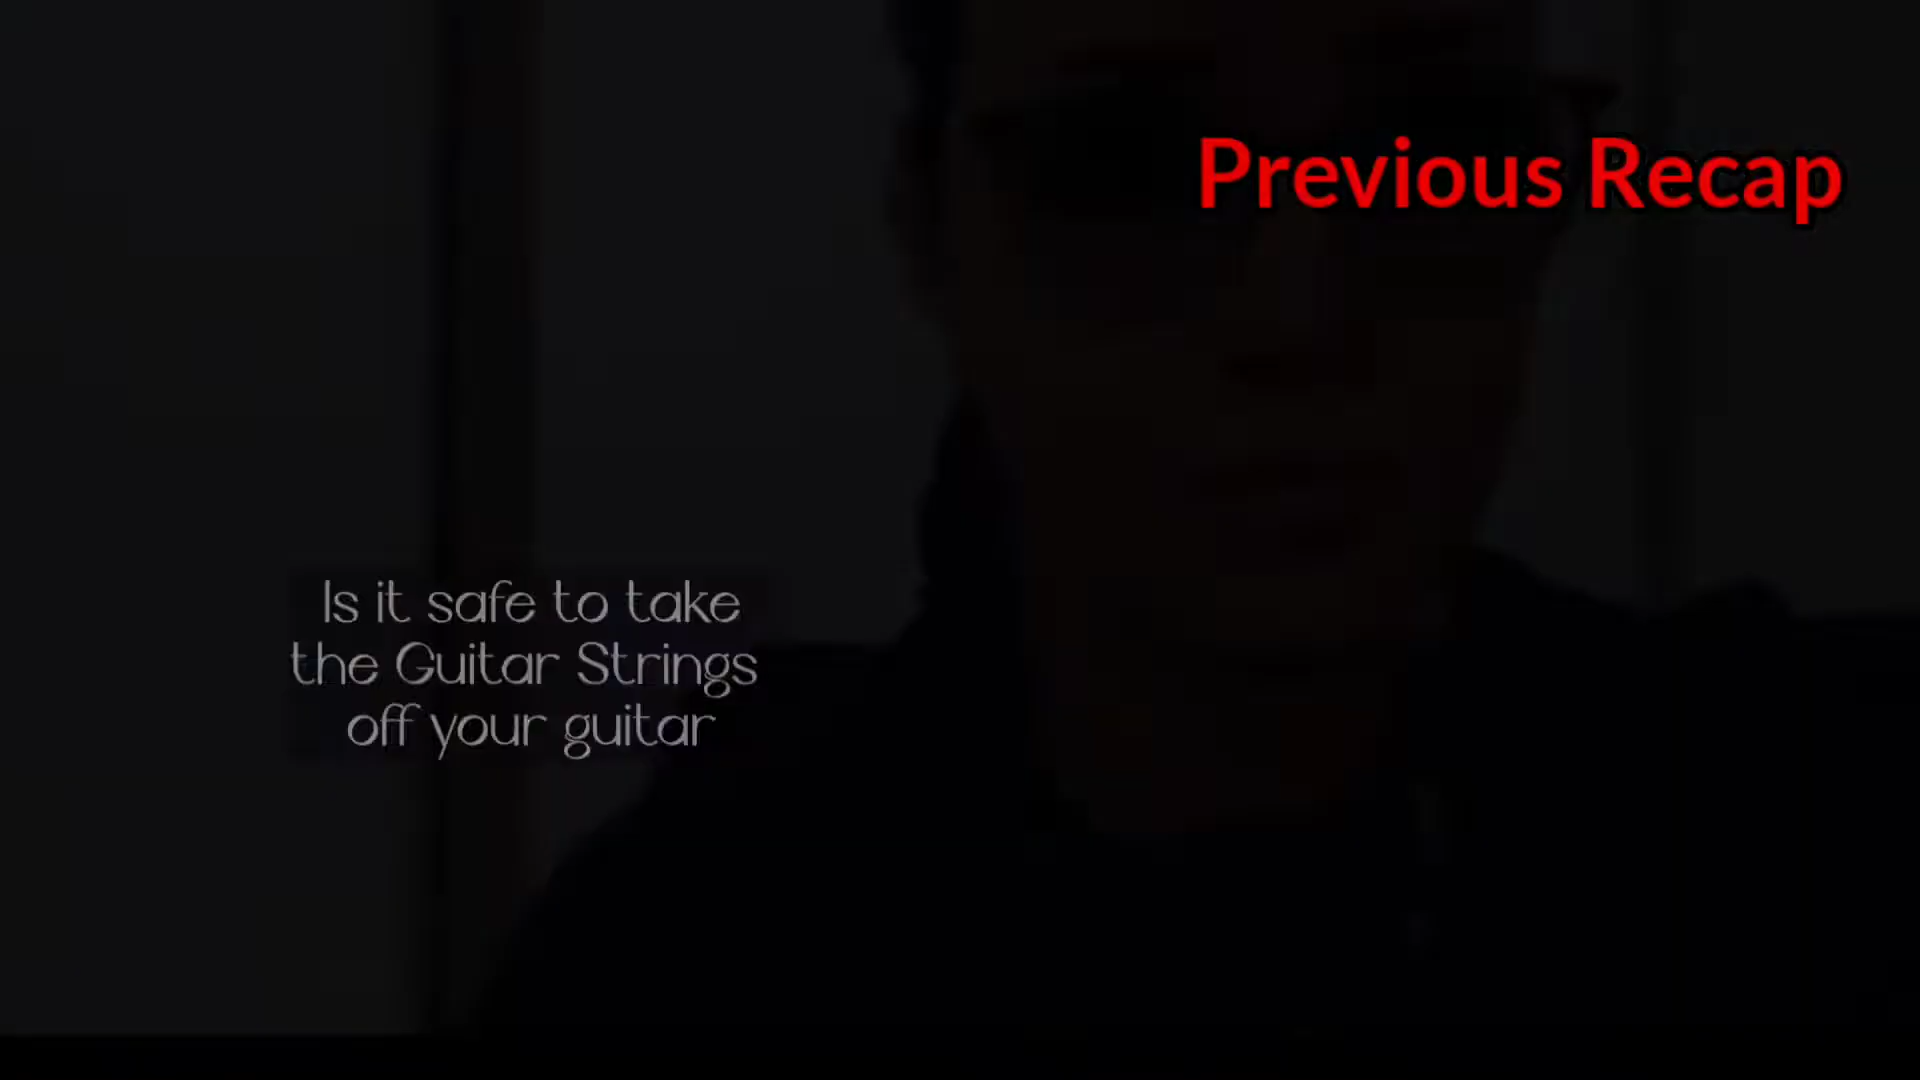 Previous Recap
Is it safe to take
the Guitar Strings
off your guitar